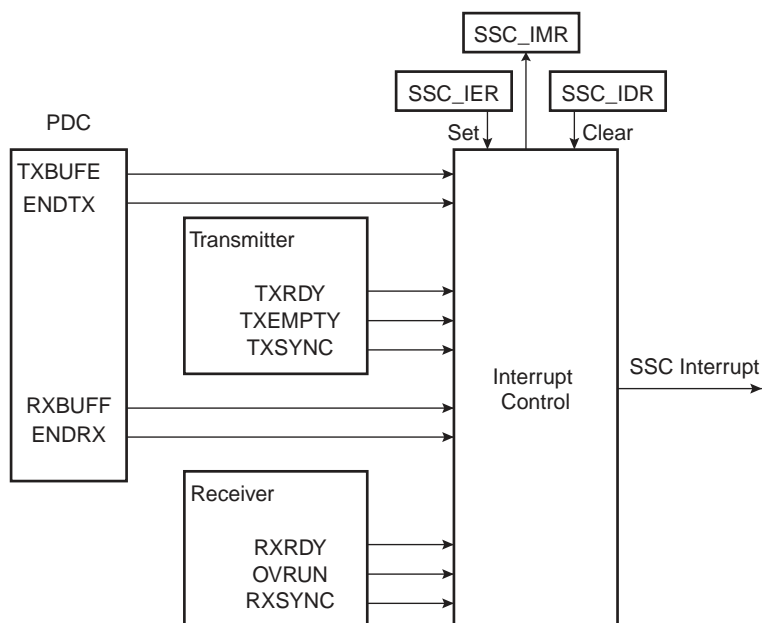 SSC_IMR
SSC_IER
SSC_IDR
PDC
Set
Clear
TXBUFE
ENDTX
Transmitter
TXRDY
TXEMPTY
TXSYNC
RXBUFF
ENDRX
Interrupt
Control
SSC Interrupt
Receiver
RXRDY
OVRUN
RXSYNC